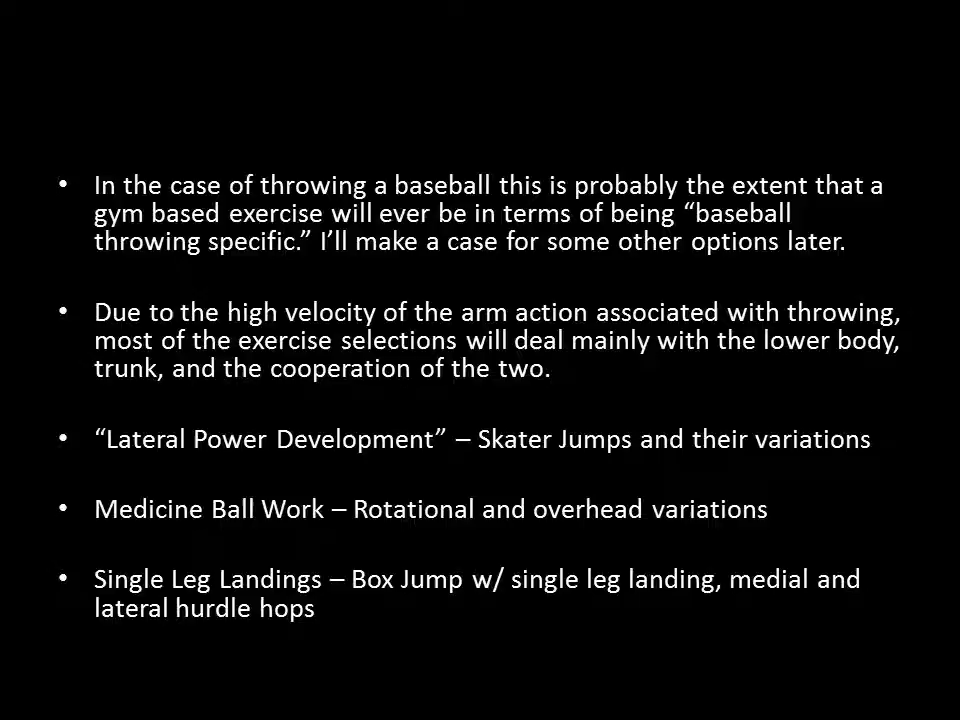 • In the case of throwing a baseball this is probably the extent that a
gym based exercise will ever be in terms of being “baseball
throwing specific.” I’ll make a case for some other options later.
• Due to the high velocity of the arm action associated with throwing,
most of the exercise selections will deal mainly with the lower body,
trunk, and the cooperation of the two.
• “Lateral Power Development” – Skater Jumps and their variations
• Medicine Ball Work – Rotational and overhead variations
• Single Leg Landings – Box Jump w/ single leg landing, medial and
lateral hurdle hops